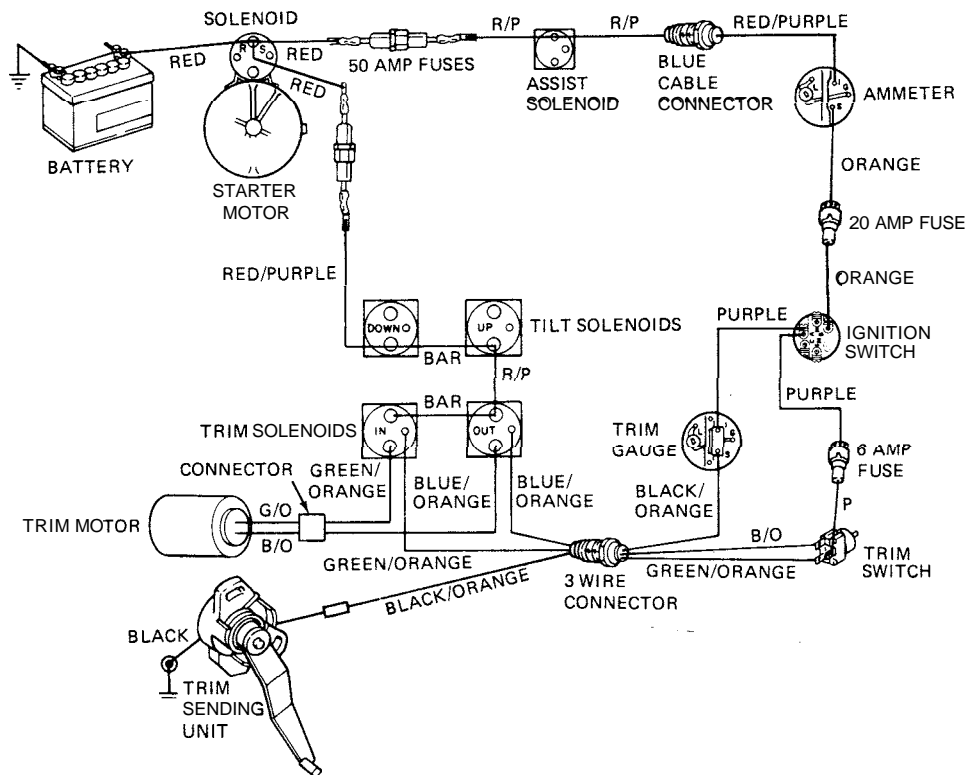 SOLENOID
R S
RED
RED
RED
50 AMP FUSES
R/P
R/P
RED/PURPLE
ASSIST
SOLENOID
BLUE
CABLE
CONNECTOR
AMMETER
BATTERY
STARTER
MOTOR
ORANGE
20 AMP FUSE
ORANGE
RED/PURPLE
DOWN
UP
TILT SOLENOIDS
BAR
R/P
PURPLE
IGNITION
SWITCH
PURPLE
BAR
TRIM SOLENOIDS
IN
OUT
TRIM
GAUGE
6 AMP
FUSE
CONNECTOR
GREEN/
ORANGE
BLUE/
ORANGE
BLUE/
ORANGE
BLACK/
ORANGE
P
TRIM MOTOR
G/O
B/O
GREEN/ORANGE
B/O
GREEN/ORANGE
TRIM
SWITCH
3 WIRE
CONNECTOR
BLACK/ORANGE
BLACK
TRIM
SENDING
UNIT